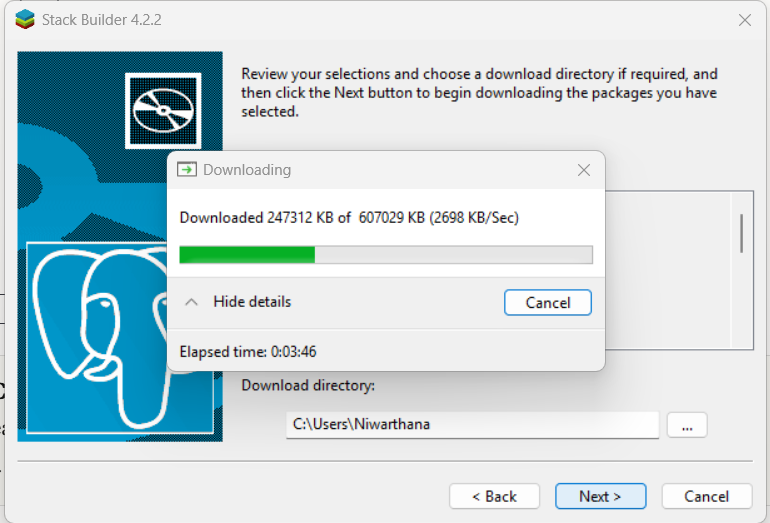 Stack Builder 4.2.2
Review your selections and choose a download directory if required, and
then click the Next button to begin downloading the packages you have
selected.
Downloading
Downloaded 247312 KB of  607029 KB (2698 KB/Sec)
Hide details
Cancel
Elapsed time: 0:03:46
Download directory:
C:\Users\Niwarthana
...
< Back
Next >
Cancel